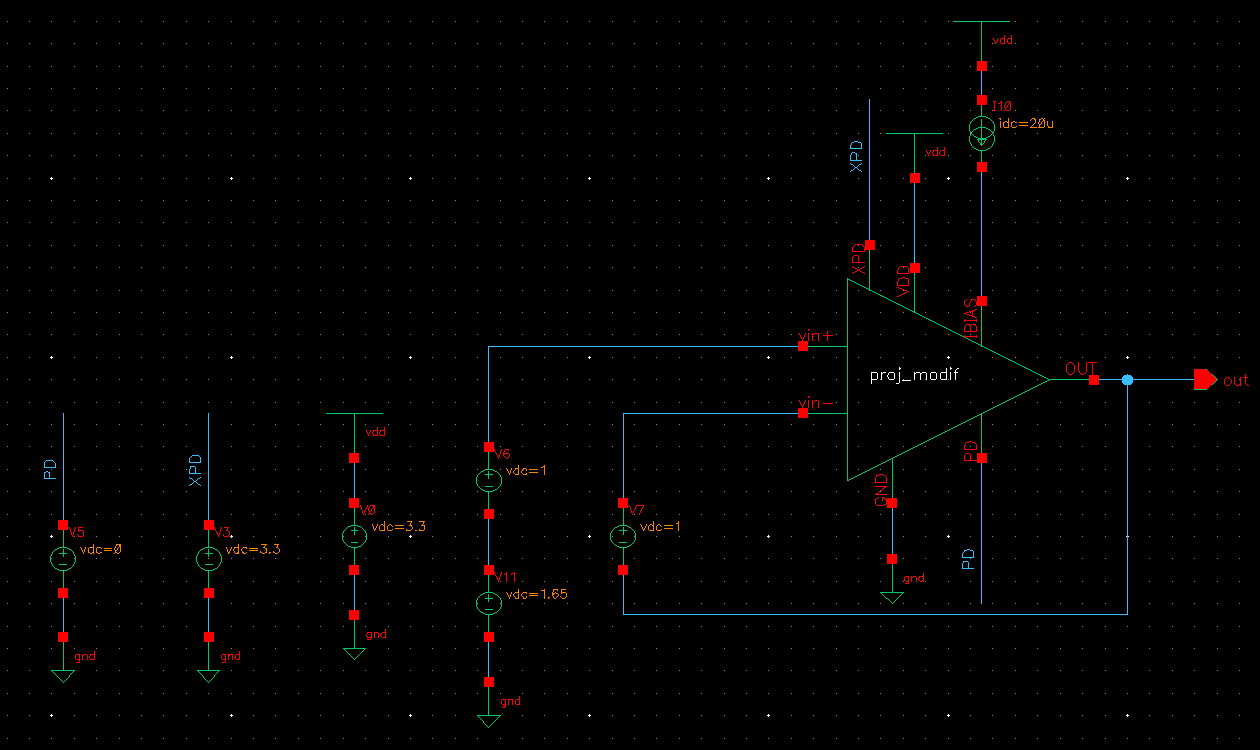 vdd
I10
idc=20u
XPD
vdd
XPD
VDD
IBIAS
vin+
OUT
proj_modif
out
vin-
PD
GND
PD
gnd
PD
V5
vdc=0
gnd
XPD
V3
vdc=3.3
gnd
vdd
V0
vdc=3.3
gnd
V6
vdc=1
V11
vdc=1.65
gnd
V7
vdc=1